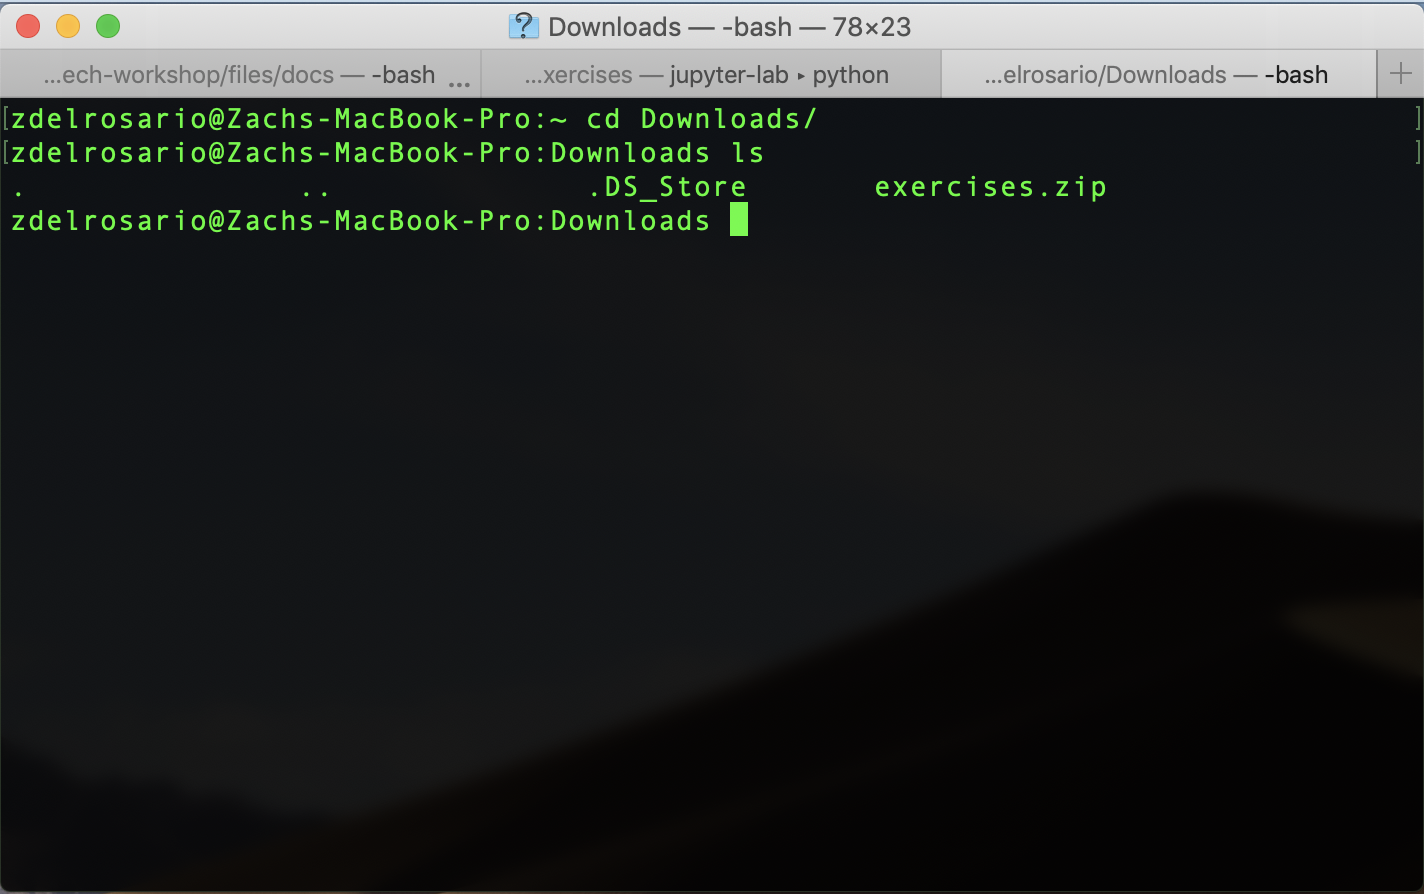 Downloads — -bash — 78×23
...ech-workshop/files/docs — -bash ...
...xercises — jupyter-lab ▸ python
...elrosario/Downloads — -bash
[zdelrosario@Zachs-MacBook-Pro:~ cd Downloads/ ]
[zdelrosario@Zachs-MacBook-Pro:Downloads ls ]
. .. .DS_Store exercises.zip
zdelrosario@Zachs-MacBook-Pro:Downloads